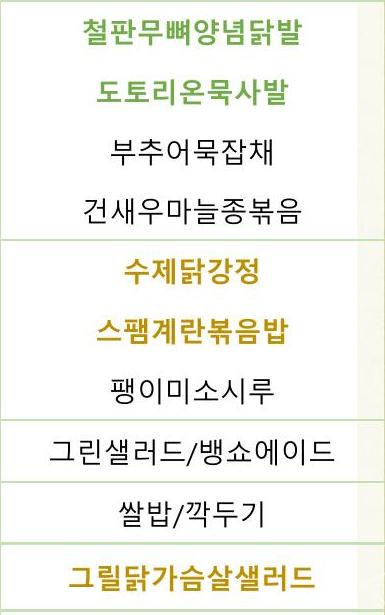 철판무뼈양념닭발
도토리온묵사발
부추어묵잡채
건새우마늘종볶음
수제닭강정
스팸계란볶음밥
팽이미소시루
그린샐러드/뱅쇼에이드
쌀밥/깍두기
그릴닭가슴살샐러드